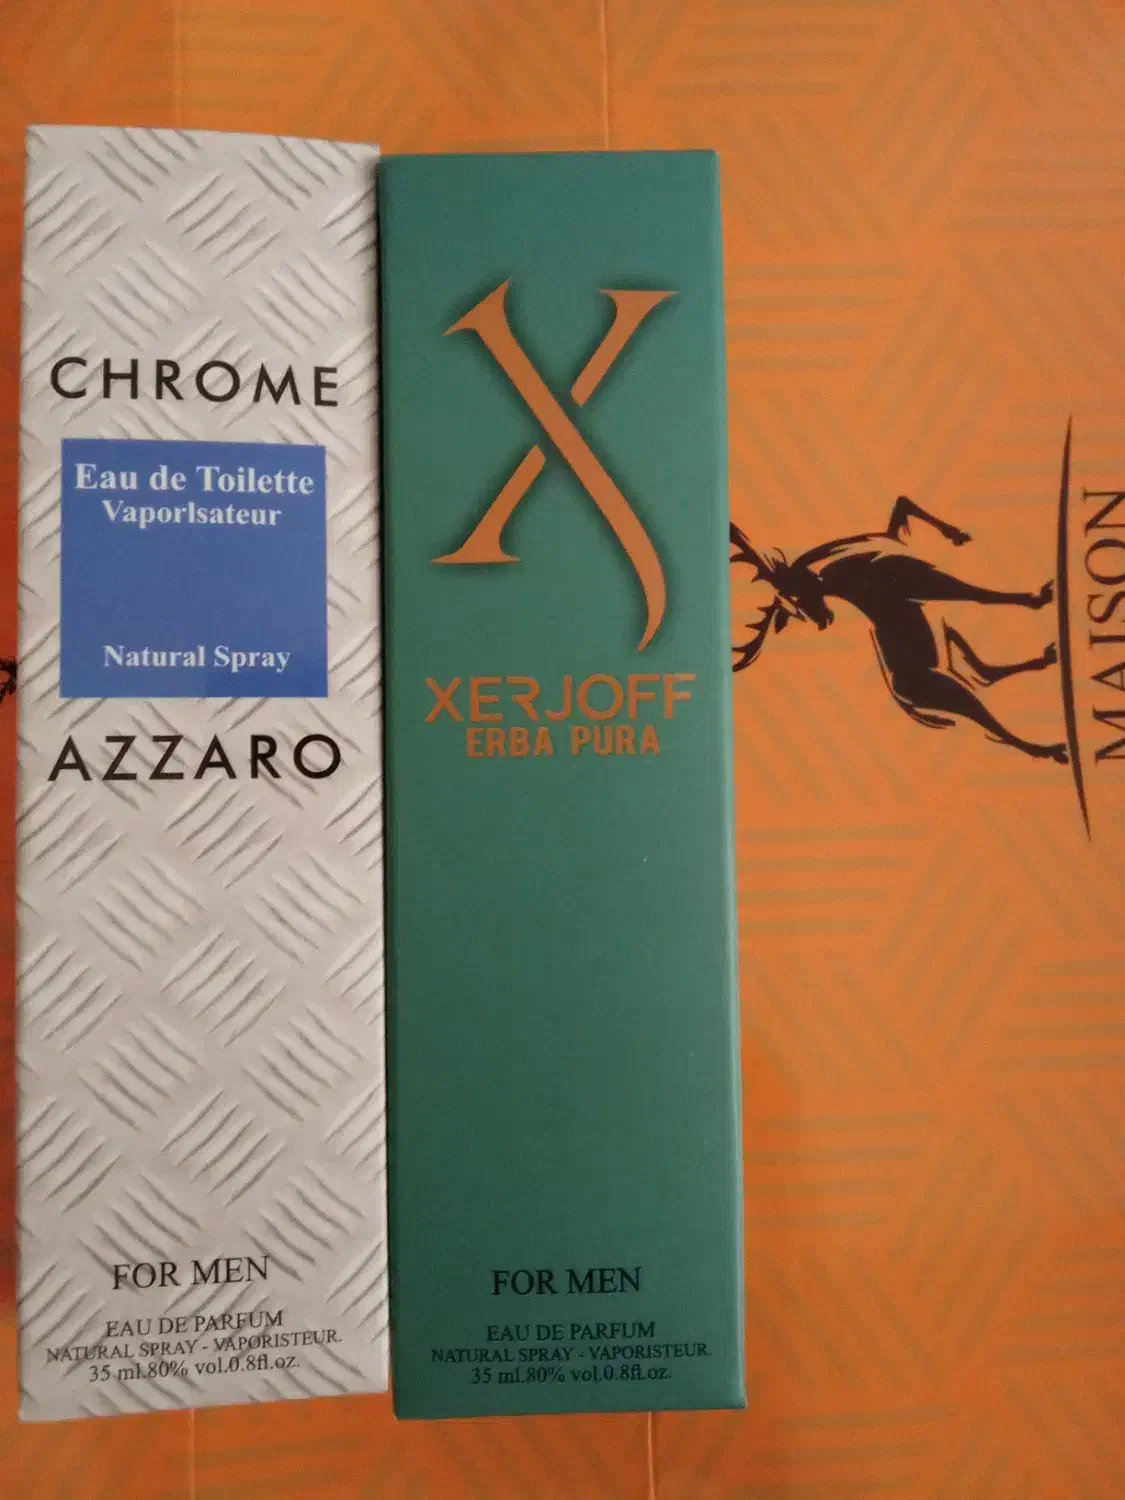 CHROME
Eau de Toilette
VaporIsateur
Natural Spray
AZZARO
FOR MEN
EAU DE PARFUM
NATURAL SPRAY - VAPORISTEUR.
35 ml.80% vol.0.8fl.oz.
X
XERJOFF
ERBA PURA
FOR MEN
EAU DE PARFUM
NATURAL SPRAY - VAPORISTEUR.
35 ml.80% vol.0.8fl.oz.
MAISON